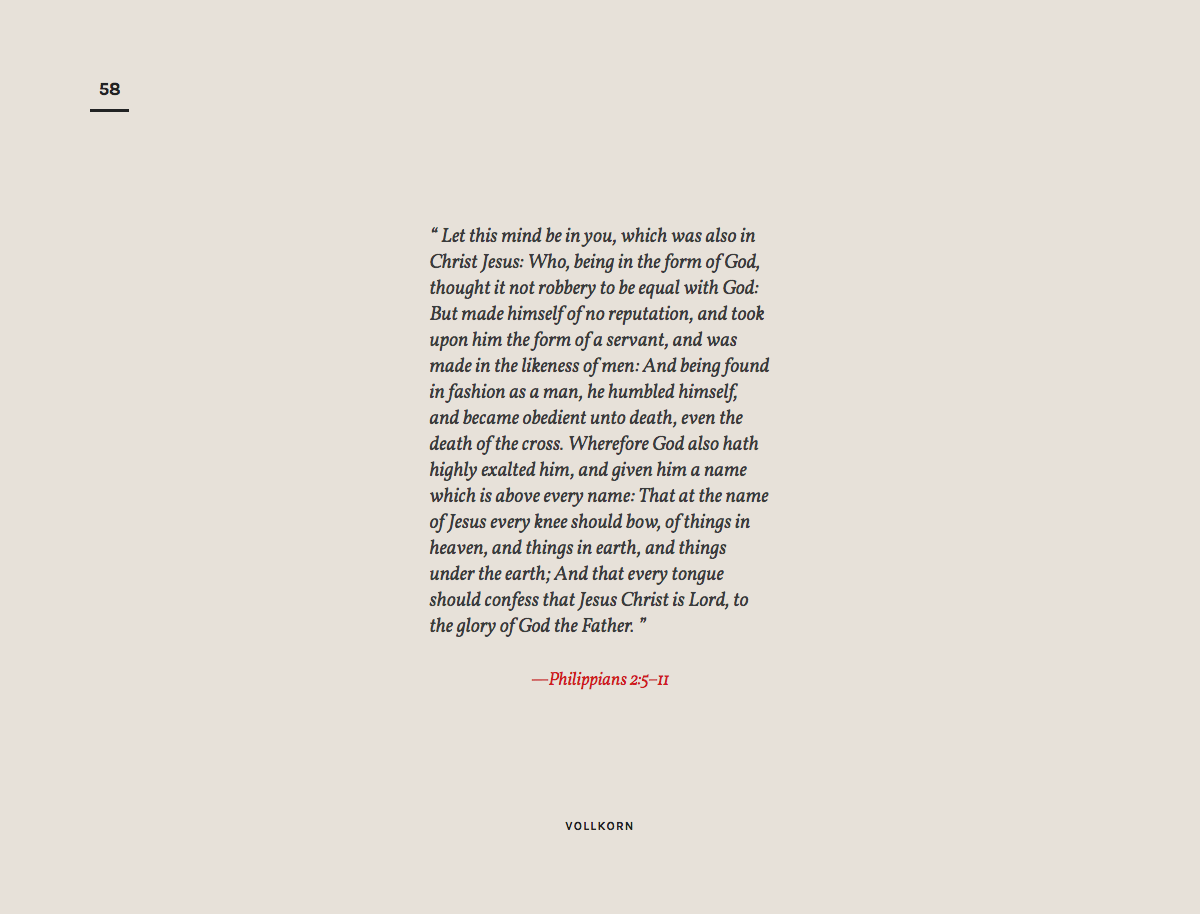 58
“ Let this mind be in you, which was also in
Christ Jesus: Who, being in the form of God,
thought it not robbery to be equal with God:
But made himself of no reputation, and took
upon him the form of a servant, and was
made in the likeness of men: And being found
in fashion as a man, he humbled himself,
and became obedient unto death, even the
death of the cross. Wherefore God also hath
highly exalted him, and given him a name
which is above every name: That at the name
of Jesus every knee should bow, of things in
heaven, and things in earth, and things
under the earth; And that every tongue
should confess that Jesus Christ is Lord, to
the glory of God the Father. ”
—Philippians 2:5–11
VOLLKORN